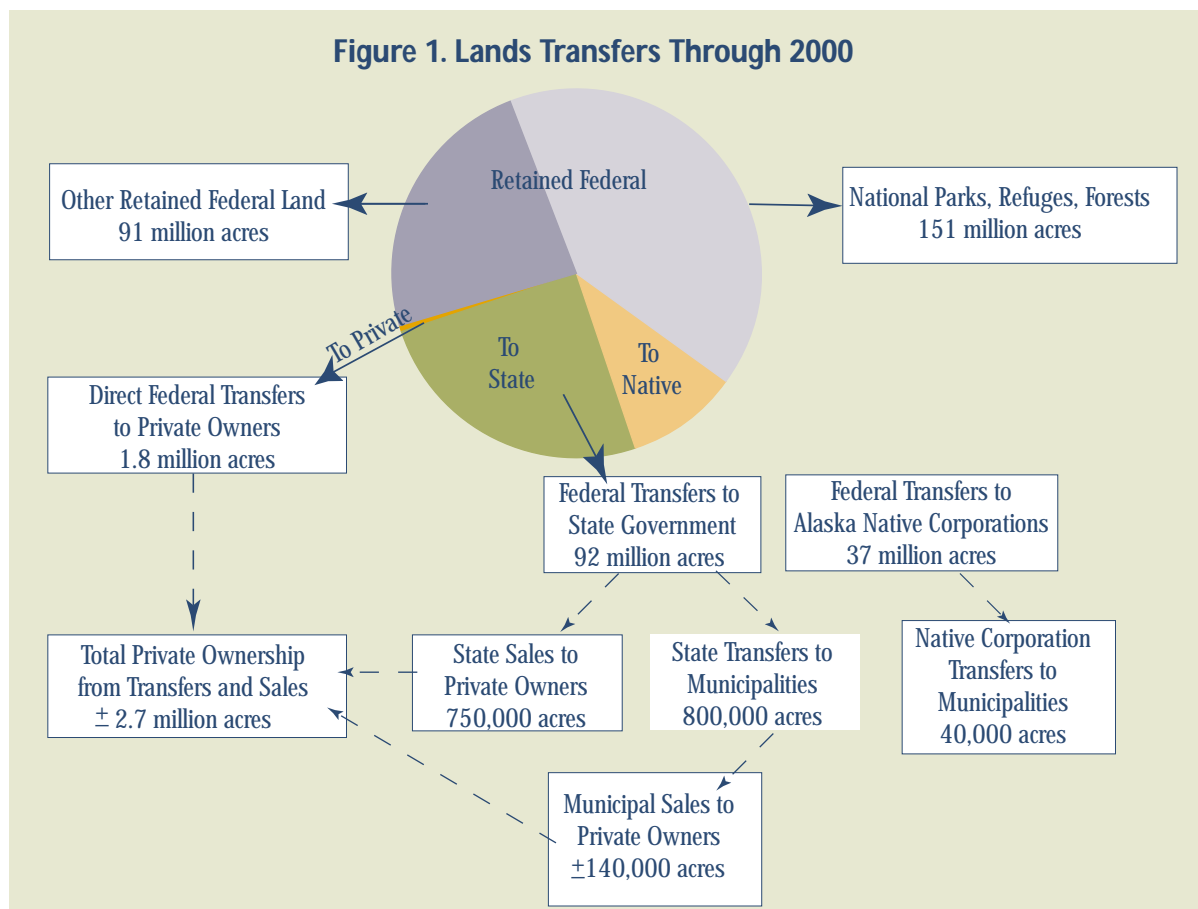 Figure 1. Lands Transfers Through 2000
Retained Federal
Other Retained Federal Land
91 million acres
National Parks, Refuges, Forests
151 million acres
To Private
To
State
To
Native
Direct Federal Transfers
to Private Owners
1.8 million acres
Federal Transfers to
State Government
92 million acres
Federal Transfers to
Alaska Native Corporations
37 million acres
Total Private Ownership
from Transfers and Sales
± 2.7 million acres
State Sales to
Private Owners
750,000 acres
State Transfers to
Municipalities
800,000 acres
Native Corporation
Transfers to
Municipalities
40,000 acres
Municipal Sales to
Private Owners
±140,000 acres